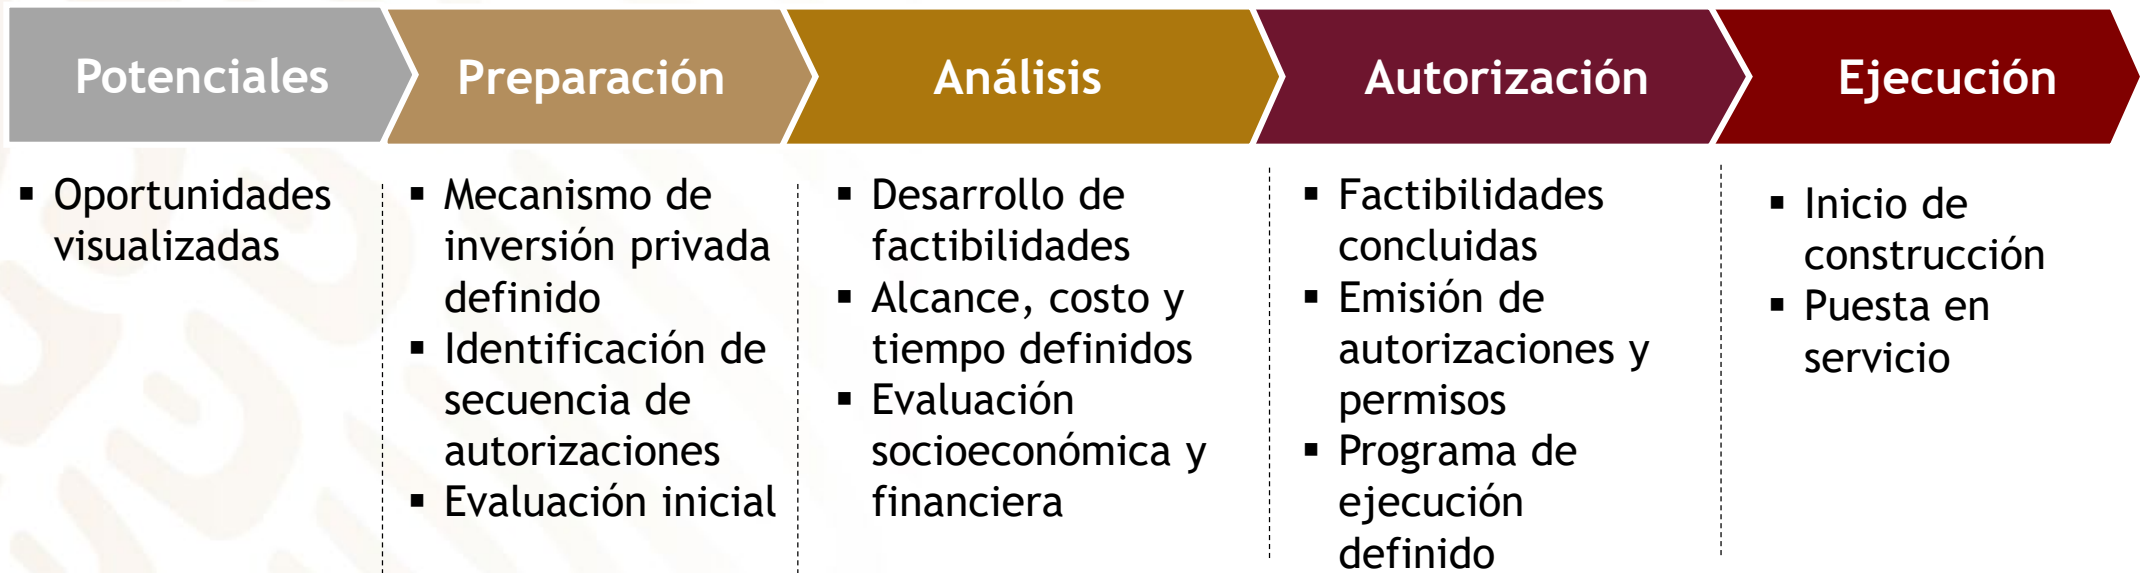 Potenciales
Preparación
Análisis
Autorización
Ejecución
▪ Oportunidades
visualizadas
▪ Mecanismo de
inversión privada
definido
▪ Identificación de
secuencia de
autorizaciones
▪ Evaluación inicial
▪ Desarrollo de
factibilidades
▪ Alcance, costo y
tiempo definidos
▪ Evaluación
socioeconómica y
financiera
▪ Factibilidades
concluidas
▪ Emisión de
autorizaciones y
permisos
▪ Programa de
ejecución
definido
▪ Inicio de
construcción
▪ Puesta en
servicio